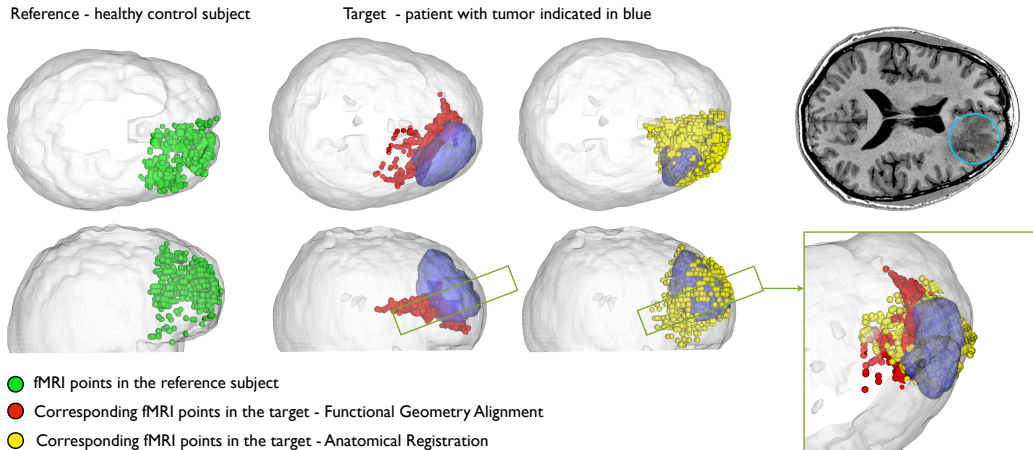 Reference - healthy control subject
Target - patient with tumor indicated in blue
fMRI points in the reference subject
Corresponding fMRI points in the target - Functional Geometry Alignment
Corresponding fMRI points in the target - Anatomical Registration